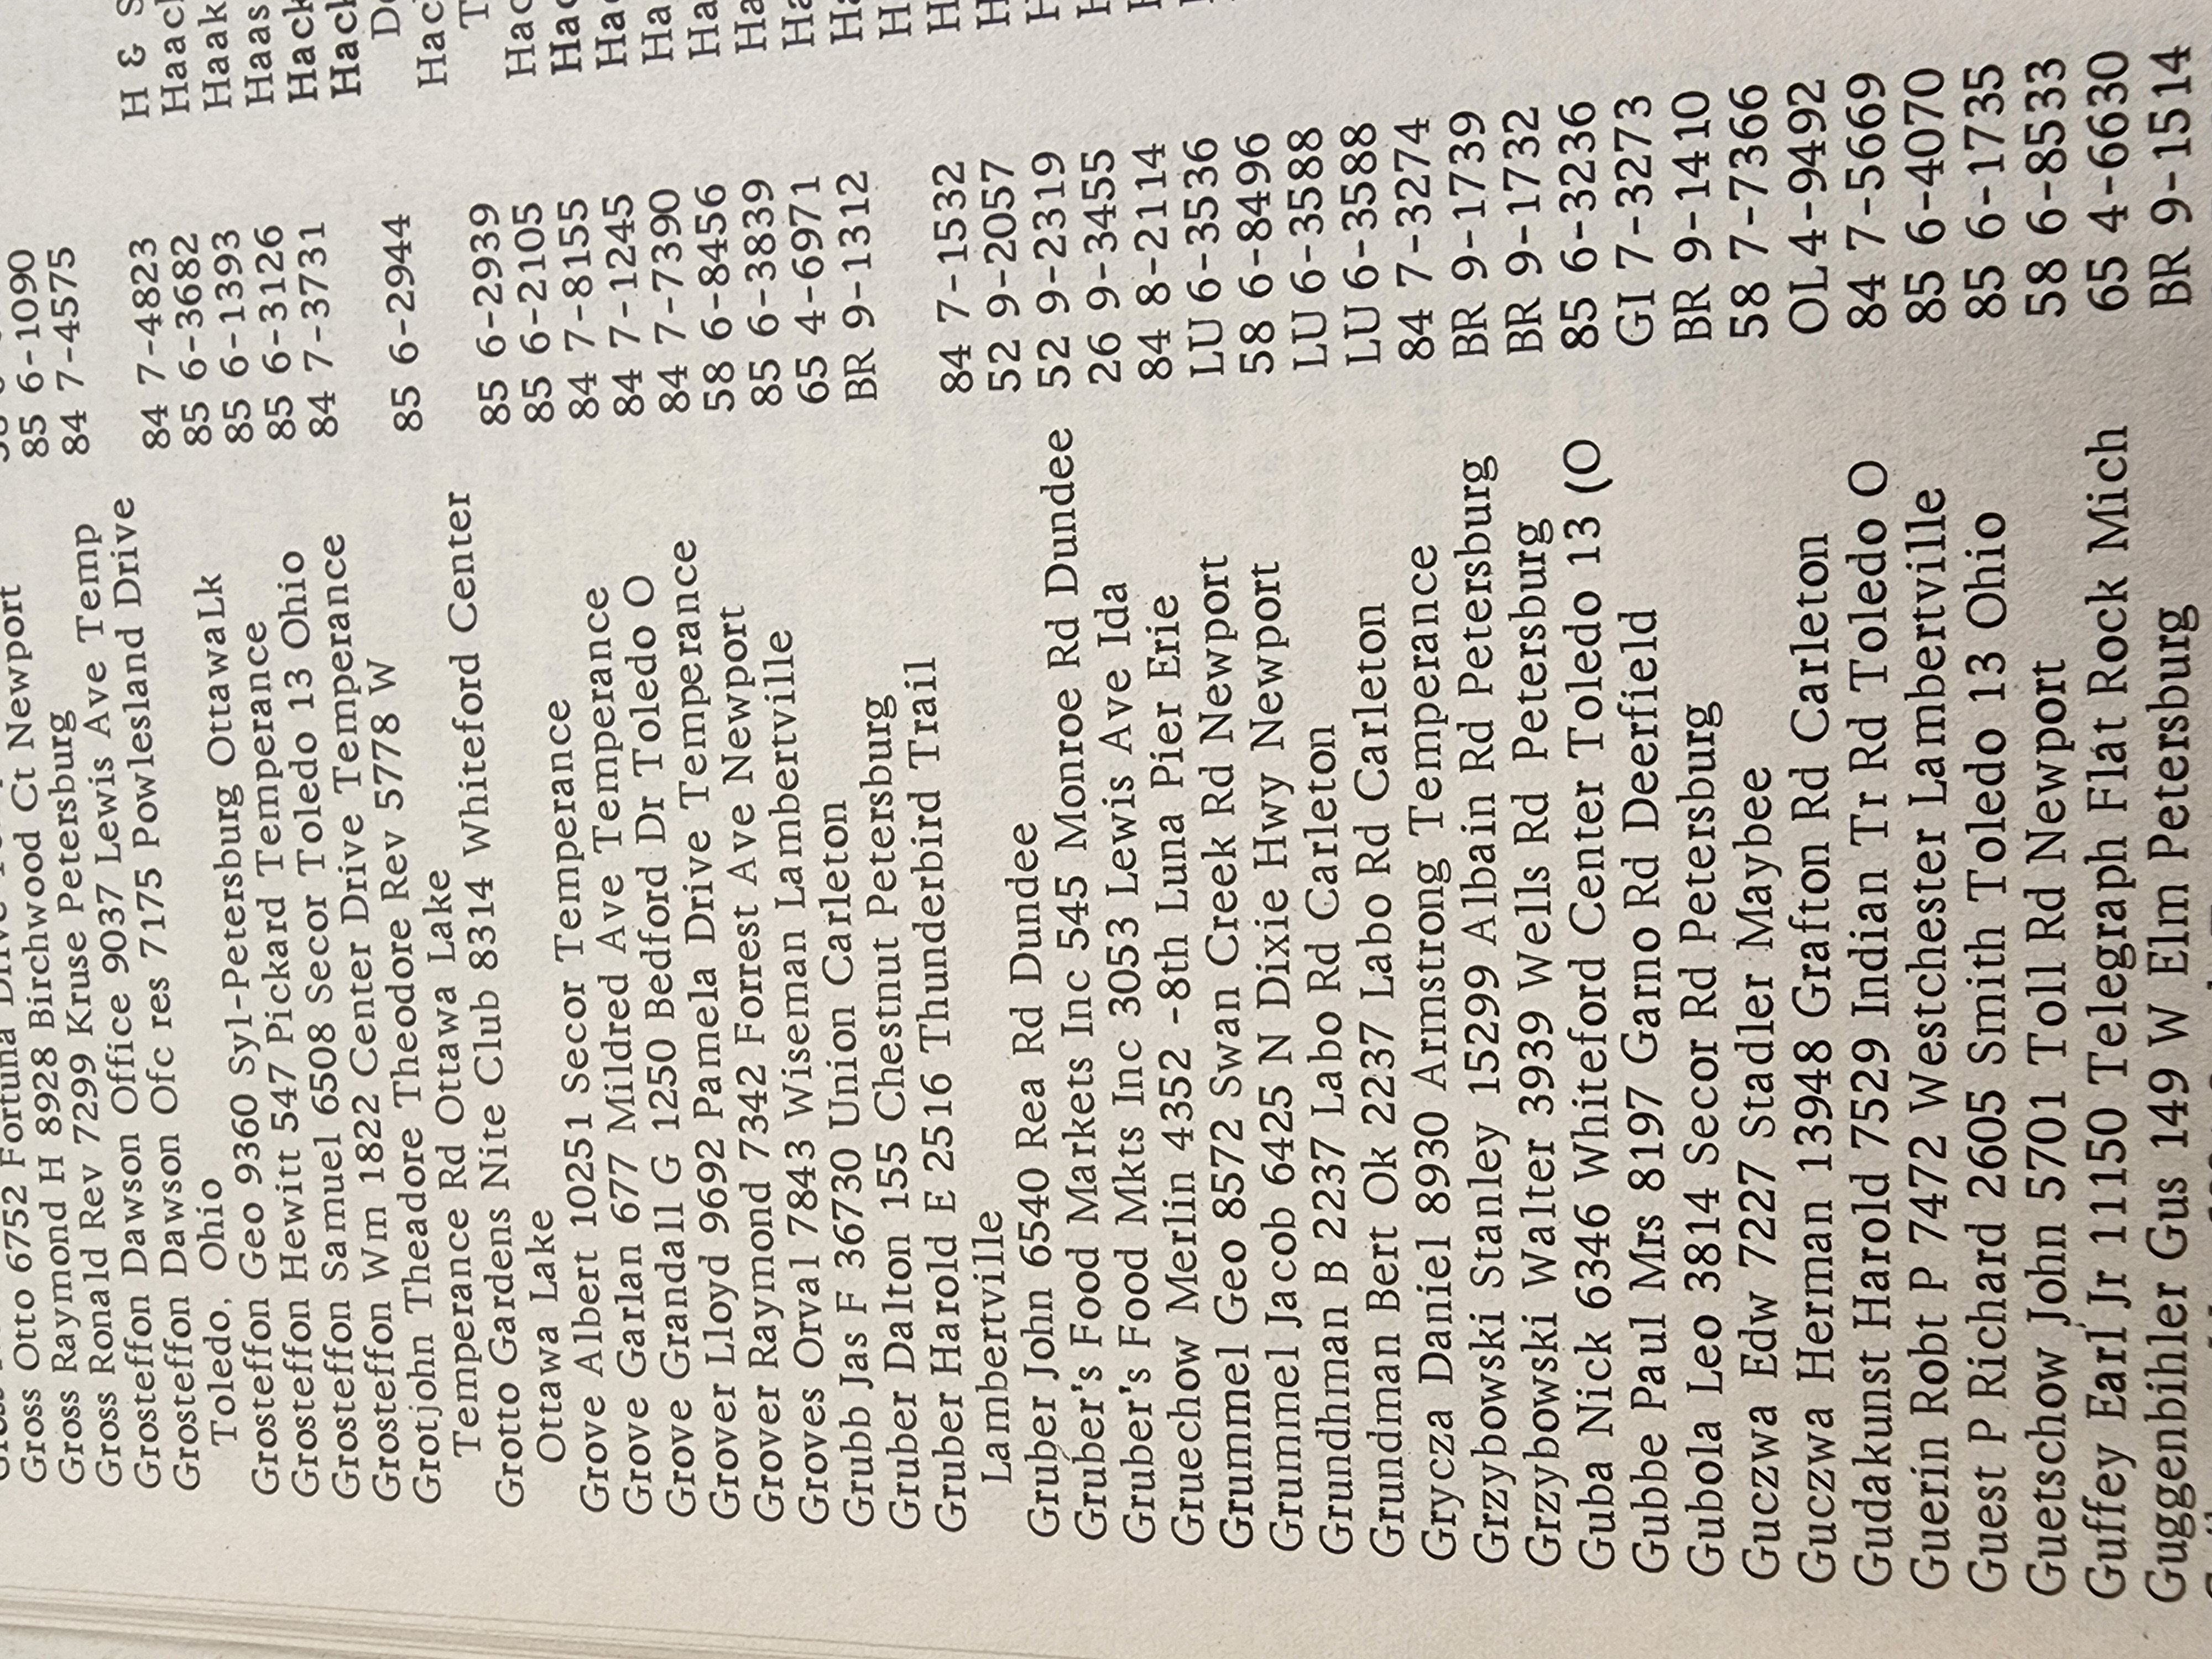 Gross Otto 6752 Fortuna Drive
Gross Raymond H 8928 Birchwood Ct Newport
Gross Ronald Rev 7299 Kruse Petersburg 85 6-1090
Grosteffon Dawson Office 9037 Lewis Ave Temp 84 7-4575
Grosteffon Dawson Ofc res 7175 Powlesland Drive
Toledo, Ohio 84 7-4823
Grosteffon Geo 9360 Syl-Petersburg OttawaLk 85 6-3682
Grosteffon Hewitt 547 Pickard Temperance 85 6-1393
Grosteffon Samuel 6508 Secor Toledo 13 Ohio 85 6-3126
Grosteffon Wm 1822 Center Drive Temperance 84 7-3731
Grotjohn Theadore Theodore Rev 5778 W
Temperance Rd Ottawa Lake 85 6-2944
Grotto Gardens Nite Club 8314 Whiteford Center
Ottawa Lake 85 6-2939
Grove Albert 10251 Secor Temperance 85 6-2105
Grove Garlan 677 Mildred Ave Temperance 84 7-8155
Grove Grandall G 1250 Bedford Dr Toledo O 84 7-1245
Grover Lloyd 9692 Pamela Drive Temperance 84 7-7390
Grover Raymond 7342 Forrest Ave Newport 58 6-8456
Groves Orval 7843 Wiseman Lambertville 85 6-3839
Grubb Jas F 36730 Union Carleton 65 4-6971
Gruber Dalton 155 Chestnut Petersburg BR 9-1312
Gruber Harold E 2516 Thunderbird Trail
Lambertville 84 7-1532
Gruber John 6540 Rea Rd Dundee 52 9-2057
Gruber's Food Markets Inc 545 Monroe Rd Dundee 52 9-2319
Gruber's Food Mkts Inc 3053 Lewis Ave Ida 26 9-3455
Gruechow Merlin 4352 -8th Luna Pier Erie 84 8-2114
Grummel Geo 8572 Swan Creek Rd Newport LU 6-3536
Grummel Jacob 6425 N Dixie Hwy Newport 58 6-8496
Grundhman B 2237 Labo Rd Carleton LU 6-3588
Grundman Bert Ok 2237 Labo Rd Carleton LU 6-3588
Grycza Daniel 8930 Armstrong Temperance 84 7-3274
Grzybowski Stanley 15299 Albain Rd Petersburg BR 9-1739
Grzybowski Walter 3939 Wells Rd Petersburg BR 9-1732
Guba Nick 6346 Whiteford Center Toledo 13 (O 85 6-3236
Gubbe Paul Mrs 8197 Garno Rd Deerfield GI 7-3273
Gubola Leo 3814 Secor Rd Petersburg BR 9-1410
Guczwa Edw 7227 Stadler Maybee 58 7-7366
Guczwa Herman 13948 Grafton Rd Carleton OL4-9492
Gudakunst Harold 7529 Indian Tr Rd Toledo O 84 7-5669
Guerin Robt P 7472 Westchester Lambertville 85 6-4070
Guest P Richard 2605 Smith Toledo 13 Ohio 85 6-1735
Guetschow John 5701 Toll Rd Newport 58 6-8533
Guffey Earl Jr 11150 Telegraph Flat Rock Mich 65 4-6630
Guggenbihler Gus 149 W Elm Petersburg BR 9-1514
H & S